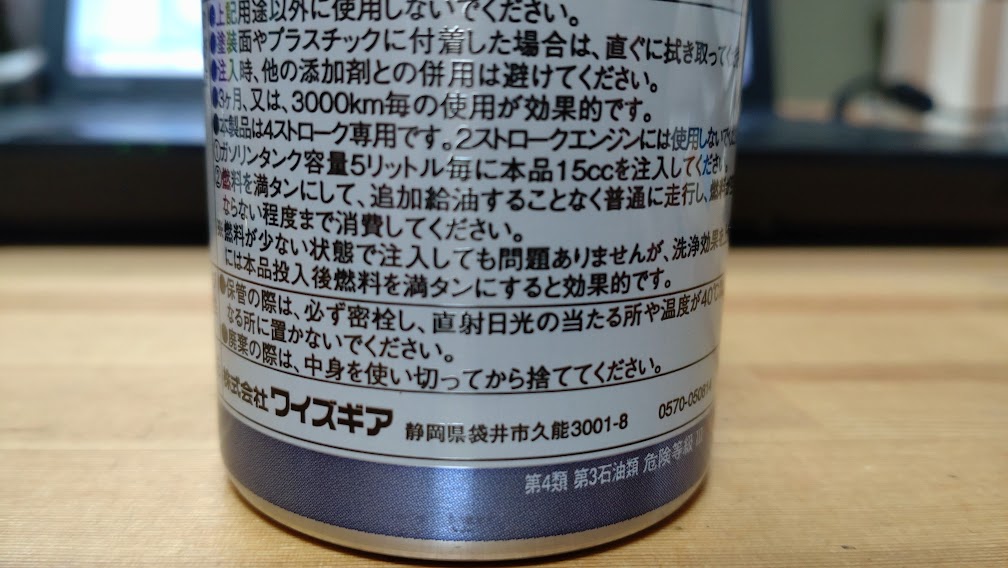 ●上記用途以外に使用しないでください。
●塗装面やプラスチックに付着した場合は、直ぐに拭き取ってく
●注入時、他の添加剤との併用は避けてください。
●3ヶ月、又は、3000km毎の使用が効果的です。
●本製品は4ストローク専用です。2ストロークエンジンには使用しないでく
①ガソリンタンク容量5リットル毎に本品15ccを注入してください。
②燃料を満タンにして、追加給油することなく普通に走行し、燃料
ならない程度まで消費してください。
※燃料が少ない状態で注入しても問題ありませんが、洗浄効果を
には本品投入後燃料を満タンにすると効果的です。
●保管の際は、必ず密栓し、直射日光の当たる所や温度が40℃
なる所に置かないでください。
●廃棄の際は、中身を使い切ってから捨ててください。
株式会社ワイズギア 静岡県袋井市久能3001-8 0570-050814
第4類 第3石油類 危険等級 III